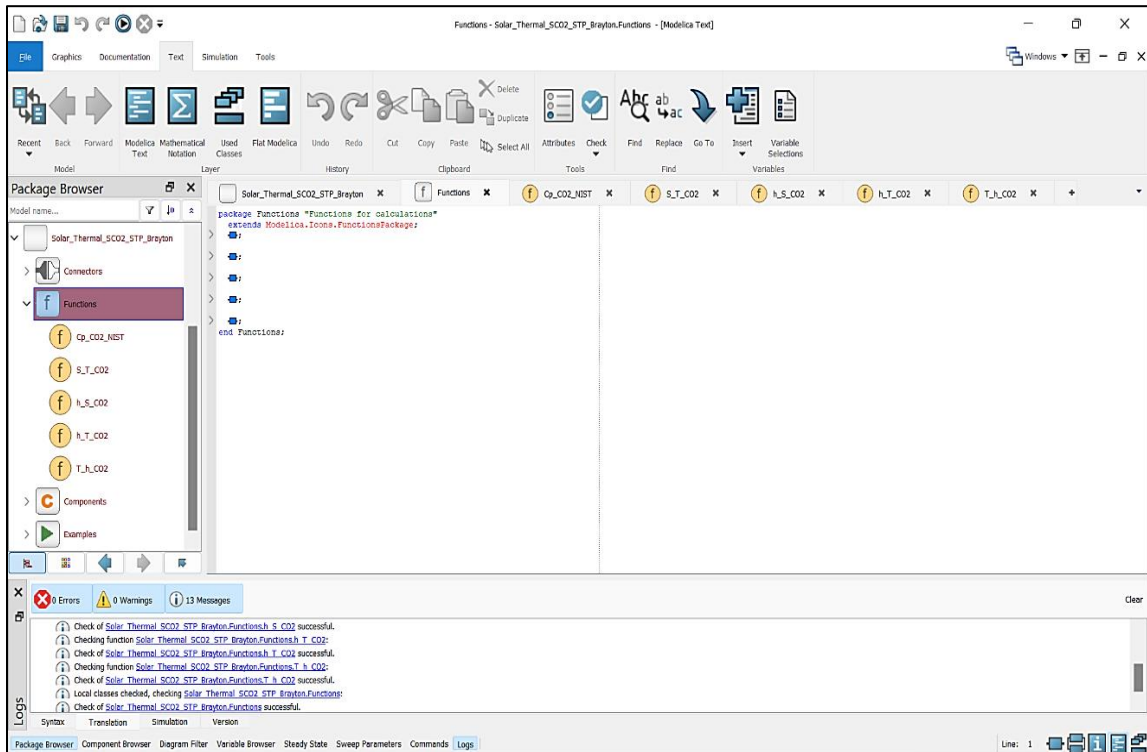 Functions - Solar_Thermal_SCO2_STP_Brayton.Functions - [Modelica Text]
File Graphics Documentation Text Simulation Tools
Windows
Delete
Duplicate
Select All
Recent Back Forward Modelica Text Mathematical Notation Used Classes Flat Modelica Undo Redo Cut Copy Paste Attributes Check Find Replace Go To Insert Variable Selections
Model Layer History Clipboard Tools Find Variables
Package Browser
Model name...
Solar_Thermal_SCO2_STP_Brayton
Connectors
Functions
Cp_CO2_NIST
S_T_CO2
h_S_CO2
h_T_CO2
T_h_CO2
Components
Examples
Solar_Thermal_SCO2_STP_Brayton Functions Cp_CO2_NIST S_T_CO2 h_S_CO2 h_T_CO2 T_h_CO2
package Functions "Functions for calculations"
extends Modelica.Icons.FunctionsPackage;
;
;
;
;
;
end Functions;
0 Errors 0 Warnings 13 Messages Clear
Check of Solar_Thermal_SCO2_STP_Brayton.Functions.h_S_CO2 successful.
Checking function Solar_Thermal_SCO2_STP_Brayton.Functions.h_T_CO2:
Check of Solar_Thermal_SCO2_STP_Brayton.Functions.h_T_CO2 successful.
Checking function Solar_Thermal_SCO2_STP_Brayton.Functions.T_h_CO2:
Check of Solar_Thermal_SCO2_STP_Brayton.Functions.T_h_CO2 successful.
Local classes checked, checking Solar_Thermal_SCO2_STP_Brayton.Functions:
Check of Solar_Thermal_SCO2_STP_Brayton.Functions successful.
Logs
Syntax Translation Simulation Version
Package Browser Component Browser Diagram Filter Variable Browser Steady State Sweep Parameters Commands Logs Line: 1